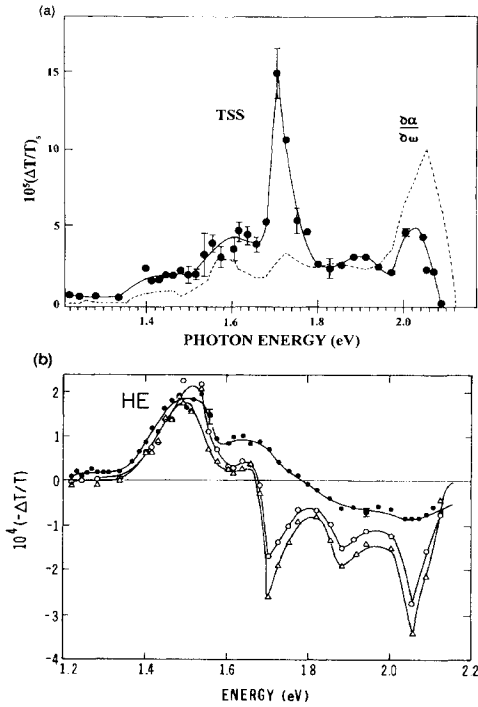 (a)
15
10
5
0
10⁵(ΔT/T)ₛ
TSS
∂α
∂ω
1.4 1.6 1.8 2.0
PHOTON ENERGY (eV)
(b)
HE
2
1
0
-1
-2
-3
-4
10⁴(-ΔT/T)
1.2 1.4 1.6 1.8 2.0 2.2
ENERGY (eV)